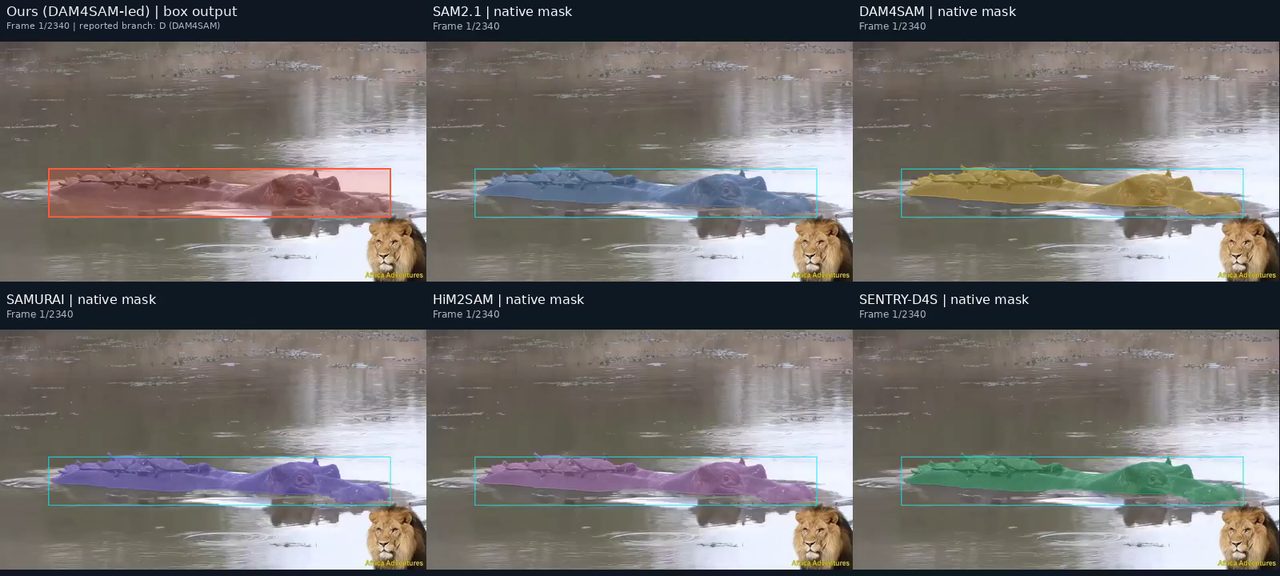 Ours (DAM4SAM-led) | box output
Frame 1/2340 | reported branch: D (DAM4SAM)
SAM2.1 | native mask
Frame 1/2340
DAM4SAM | native mask
Frame 1/2340
Africa Adventures
Africa Adventures
Africa Adventures
SAMURAI | native mask
Frame 1/2340
HiM2SAM | native mask
Frame 1/2340
SENTRY-D4S | native mask
Frame 1/2340
Africa Adventures
Africa Adventures
Africa Adventures